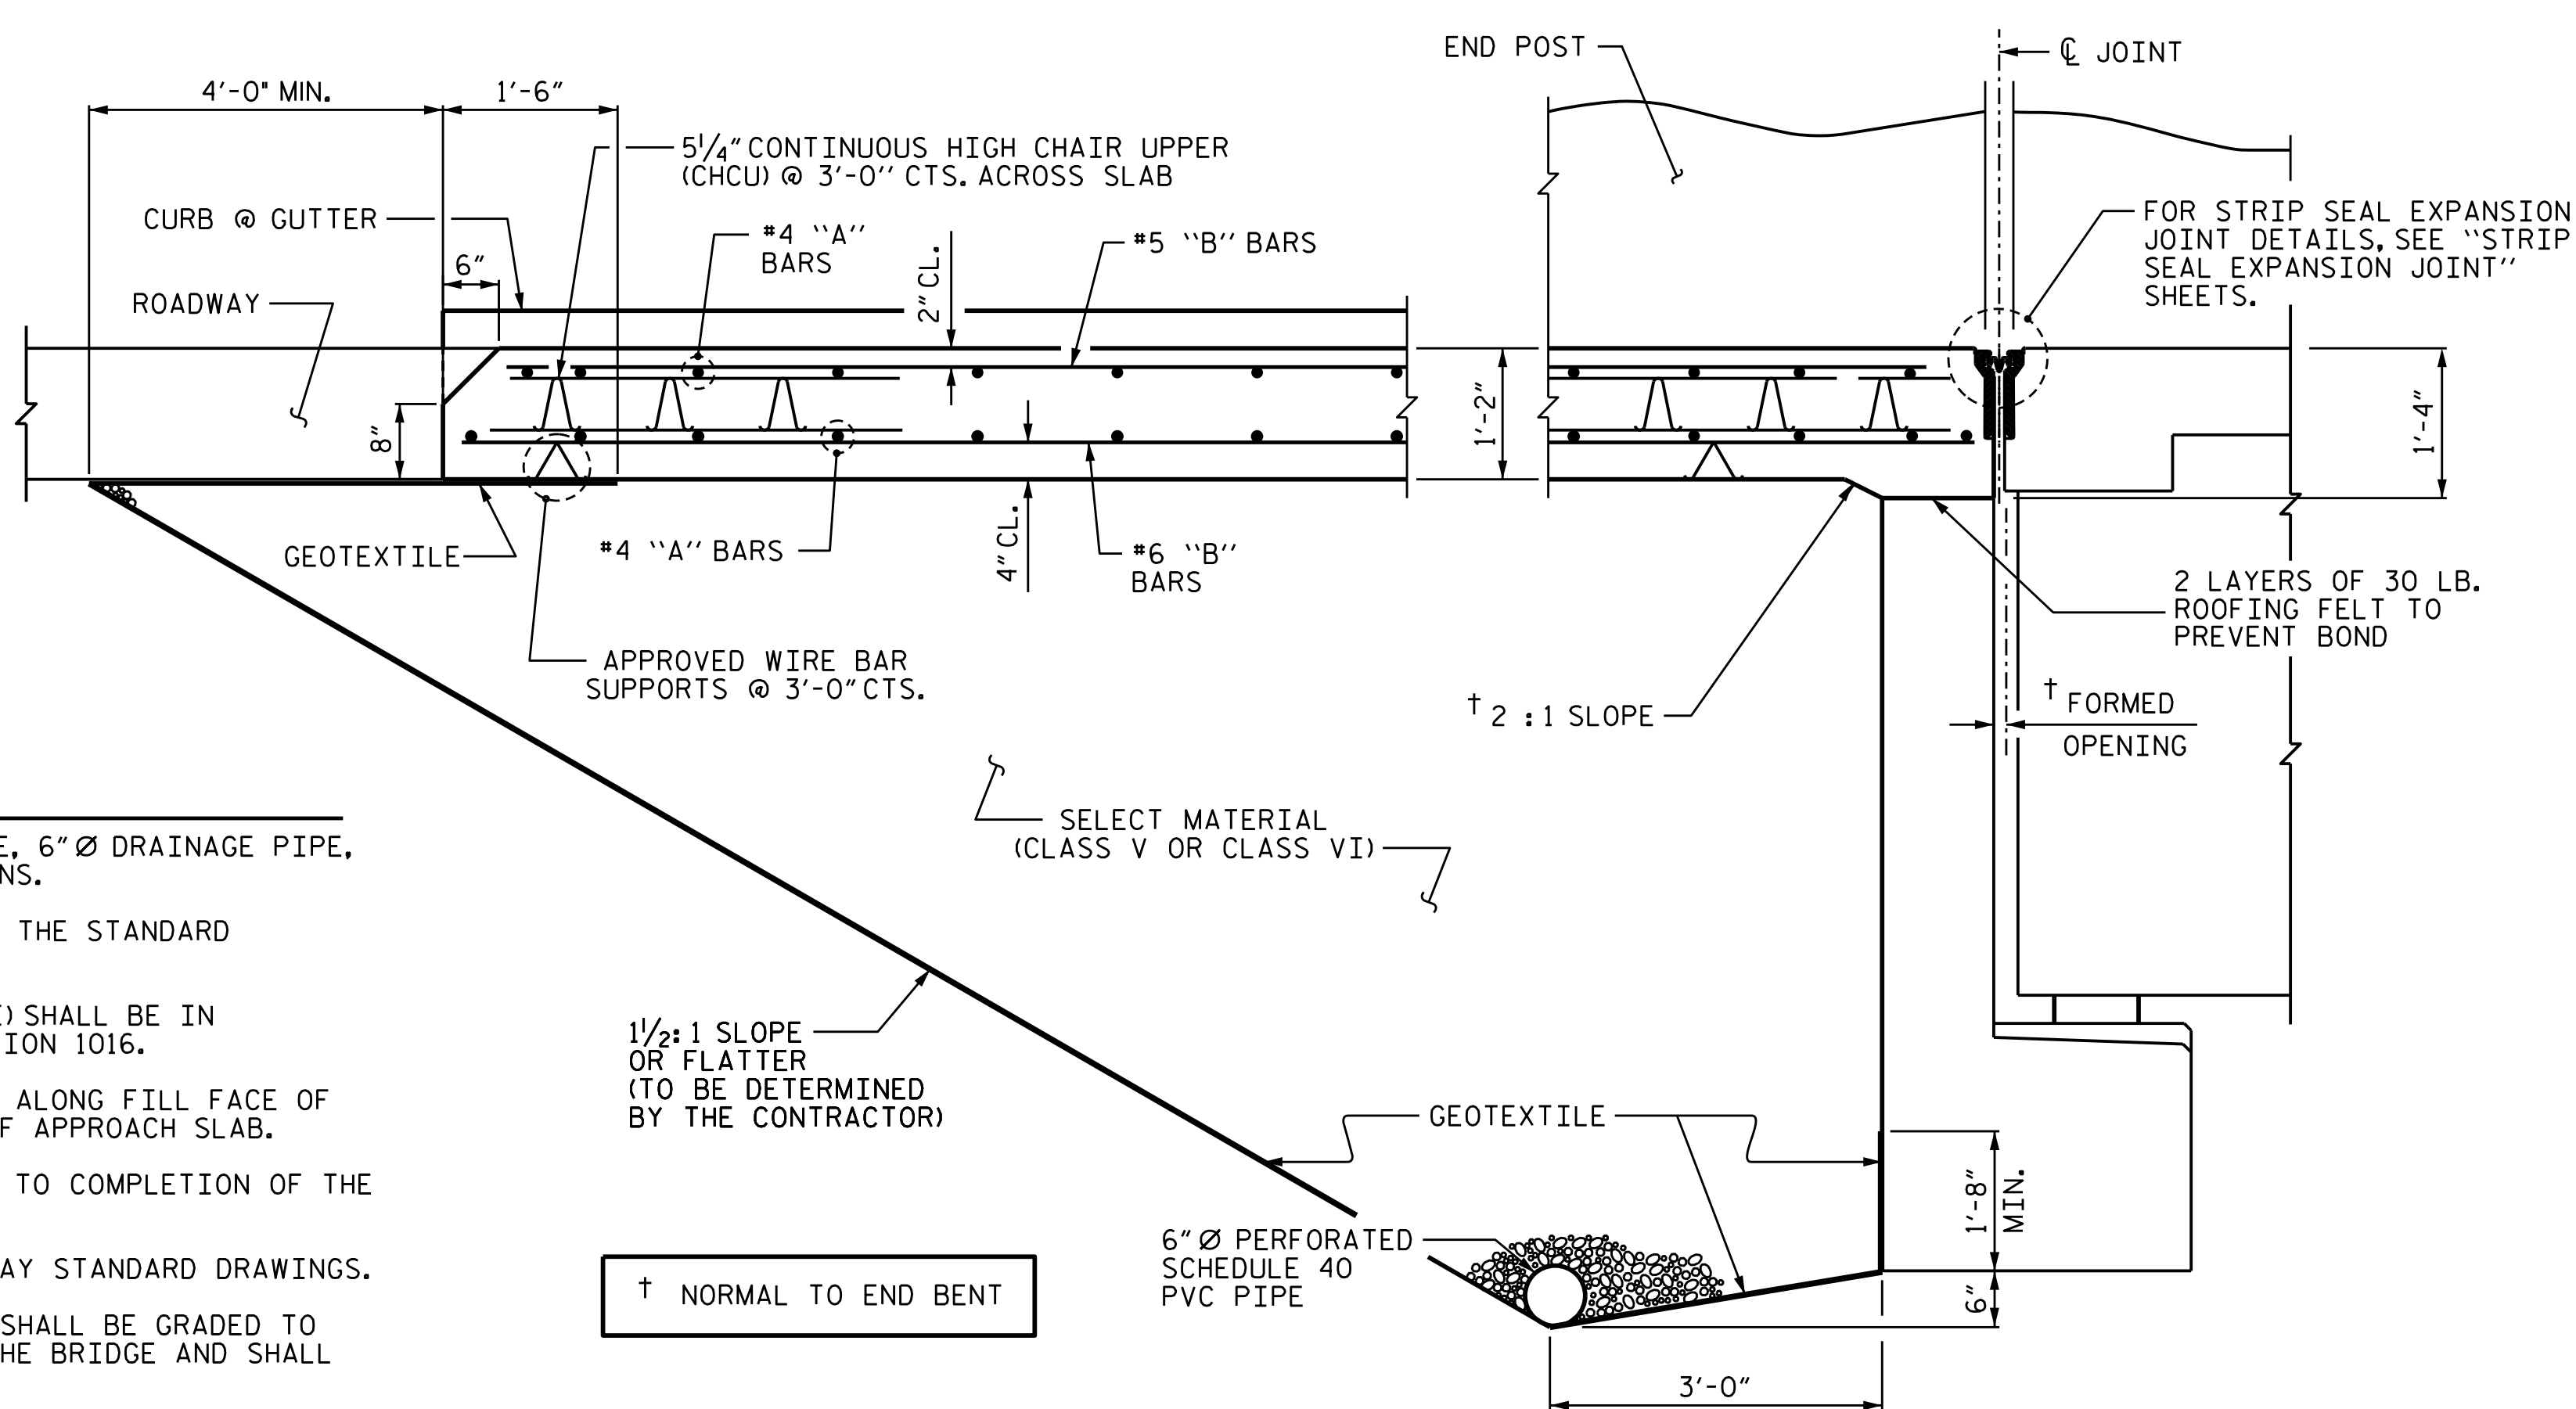 END POST
℄ JOINT
4'-0" MIN.
1'-6"
5 1/4" CONTINUOUS HIGH CHAIR UPPER
(CHCU) @ 3'-0" CTS. ACROSS SLAB
CURB @ GUTTER
#4 "A"
BARS
2" CL.
#5 "B" BARS
FOR STRIP SEAL EXPANSION
JOINT DETAILS, SEE "STRIP
SEAL EXPANSION JOINT"
SHEETS.
6"
ROADWAY
8"
1'-2"
1'-4"
GEOTEXTILE
#4 "A" BARS
4" CL.
#6 "B"
BARS
2 LAYERS OF 30 LB.
ROOFING FELT TO
PREVENT BOND
APPROVED WIRE BAR
SUPPORTS @ 3'-0" CTS.
† 2 : 1 SLOPE
† FORMED
OPENING
SELECT MATERIAL
(CLASS V OR CLASS VI)
E, 6" Ø DRAINAGE PIPE,
NS.
THE STANDARD
) SHALL BE IN
ION 1016.
ALONG FILL FACE OF
F APPROACH SLAB.
TO COMPLETION OF THE
AY STANDARD DRAWINGS.
SHALL BE GRADED TO
HE BRIDGE AND SHALL
1 1/2 : 1 SLOPE
OR FLATTER
(TO BE DETERMINED
BY THE CONTRACTOR)
† NORMAL TO END BENT
GEOTEXTILE
6" Ø PERFORATED
SCHEDULE 40
PVC PIPE
1'-8"
MIN.
6"
3'-0"